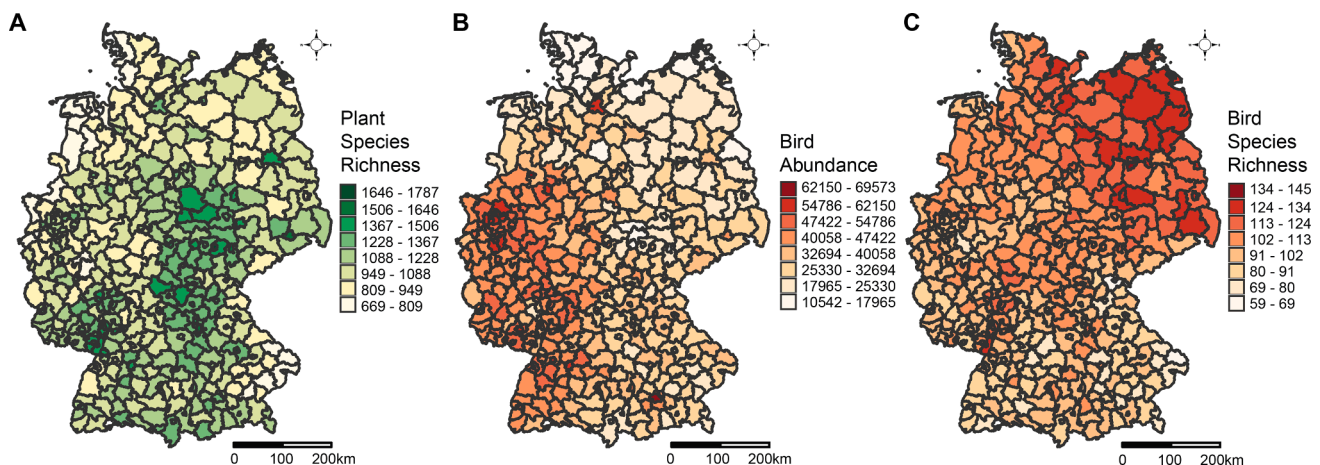 A
Plant
Species
Richness
1646 - 1787
1506 - 1646
1367 - 1506
1228 - 1367
1088 - 1228
949 - 1088
809 - 949
669 - 809
0 100 200km
B
Bird
Abundance
62150 - 69573
54786 - 62150
47422 - 54786
40058 - 47422
32694 - 40058
25330 - 32694
17965 - 25330
10542 - 17965
0 100 200km
C
Bird
Species
Richness
134 - 145
124 - 134
113 - 124
102 - 113
91 - 102
80 - 91
69 - 80
59 - 69
0 100 200km